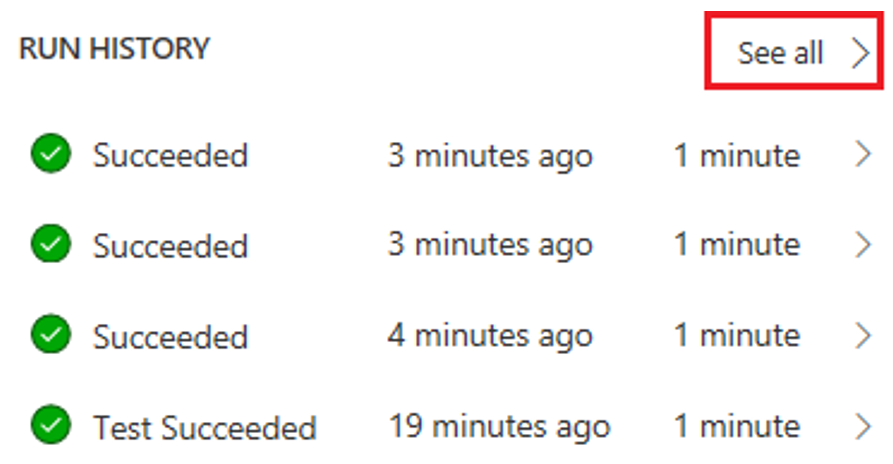 RUN HISTORY See all
Succeeded 3 minutes ago 1 minute
Succeeded 3 minutes ago 1 minute
Succeeded 4 minutes ago 1 minute
Test Succeeded 19 minutes ago 1 minute